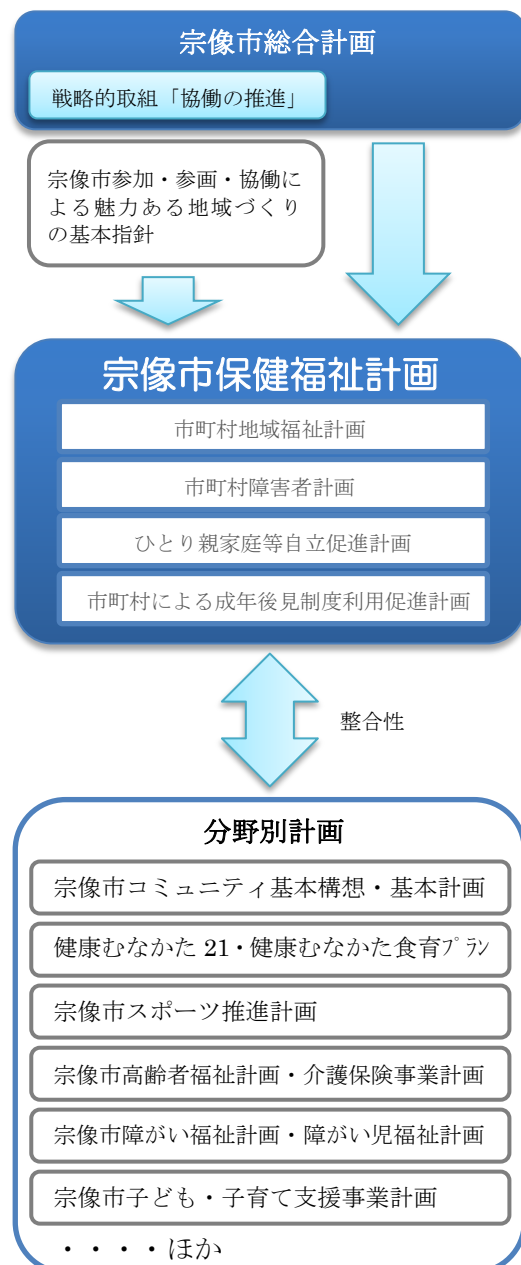 宗像市総合計画
戦略的取組「協働の推進」
宗像市参加・参画・協働に
よる魅力ある地域づくり
の基本指針
宗像市保健福祉計画
市町村地域福祉計画
市町村障害者計画
ひとり親家庭等自立促進計画
市町村による成年後見制度利用促進計画
整合性
分野別計画
宗像市コミュニティ基本構想・基本計画
健康むなかた 21・健康むなかた食育プラン
宗像市スポーツ推進計画
宗像市高齢者福祉計画・介護保険事業計画
宗像市障がい福祉計画・障がい児福祉計画
宗像市子ども・子育て支援事業計画
・・・・ほか